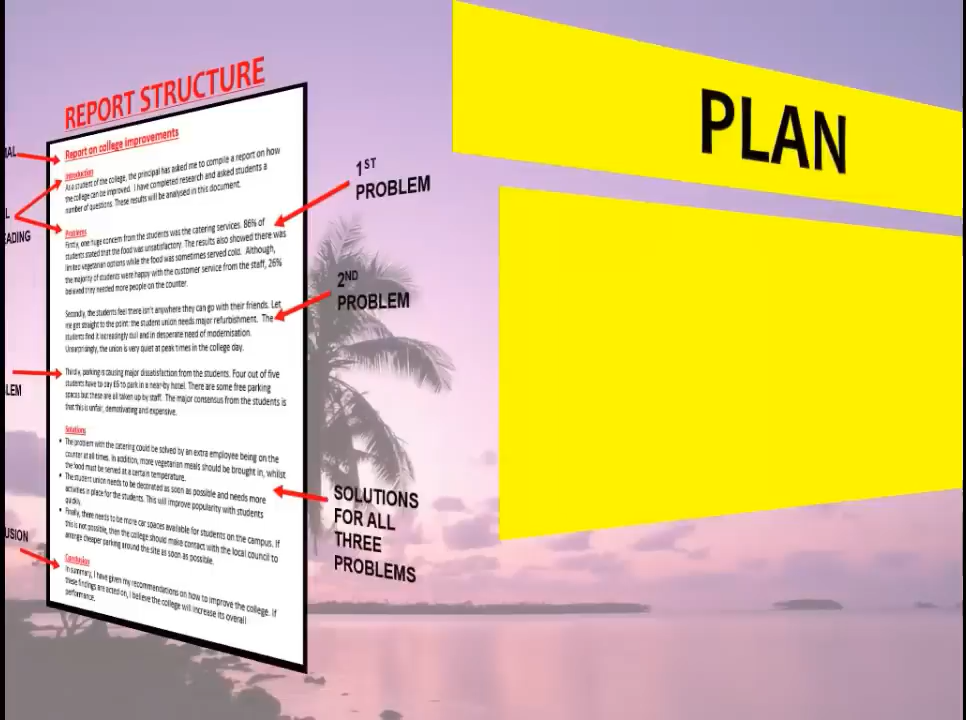 REPORT STRUCTURE
PLAN
Report on college improvements
Introduction
As a student of the college, the principal has asked me to compile a report on how
the college can be improved. I have completed research and asked students a
number of questions. These results will be analysed in this document.
Problems
Firstly, one huge concern from the students was the catering services. 86% of
students stated that the food was unsatisfactory. The results also showed there was
limited vegetarian options while the food was sometimes served cold. Although,
the majority of students were happy with the customer service from the staff, 26%
believed they needed more people on the counter.
Secondly, the students feel there isn't anywhere they can go with their friends. Let
me get straight to the point: the student union needs major refurbishment. The
students find it increasingly dull and in desperate need of modernisation.
Unsurprisingly, the union is very quiet at peak times in the college day.
Thirdly, parking is causing major dissatisfaction from the students. Four out of five
students have to pay £5 to park in a near-by hotel. There are some free parking
spaces but these are all taken up by staff. The major consensus from the students is
that this is unfair, demotivating and expensive.
Solutions
• The problem with the catering could be solved by an extra employee being on the
counter at all times. In addition, more vegetarian meals should be brought in, whilst
the food must be served at a certain temperature.
• The student union needs to be decorated as soon as possible and needs more
activities in place for the students. This will improve popularity with students
quickly.
• Finally, there needs to be more car spaces available for students on the campus. If
this is not possible, then the college should make contact with the local council to
arrange cheaper parking around the site as soon as possible.
Conclusion
In summary, I have given my recommendations on how to improve the college. If
these findings are acted on, I believe the college will increase its overall
performance.
1ST
PROBLEM
2ND
PROBLEM
SOLUTIONS
FOR ALL
THREE
PROBLEMS
L
EADING
LEM
USION